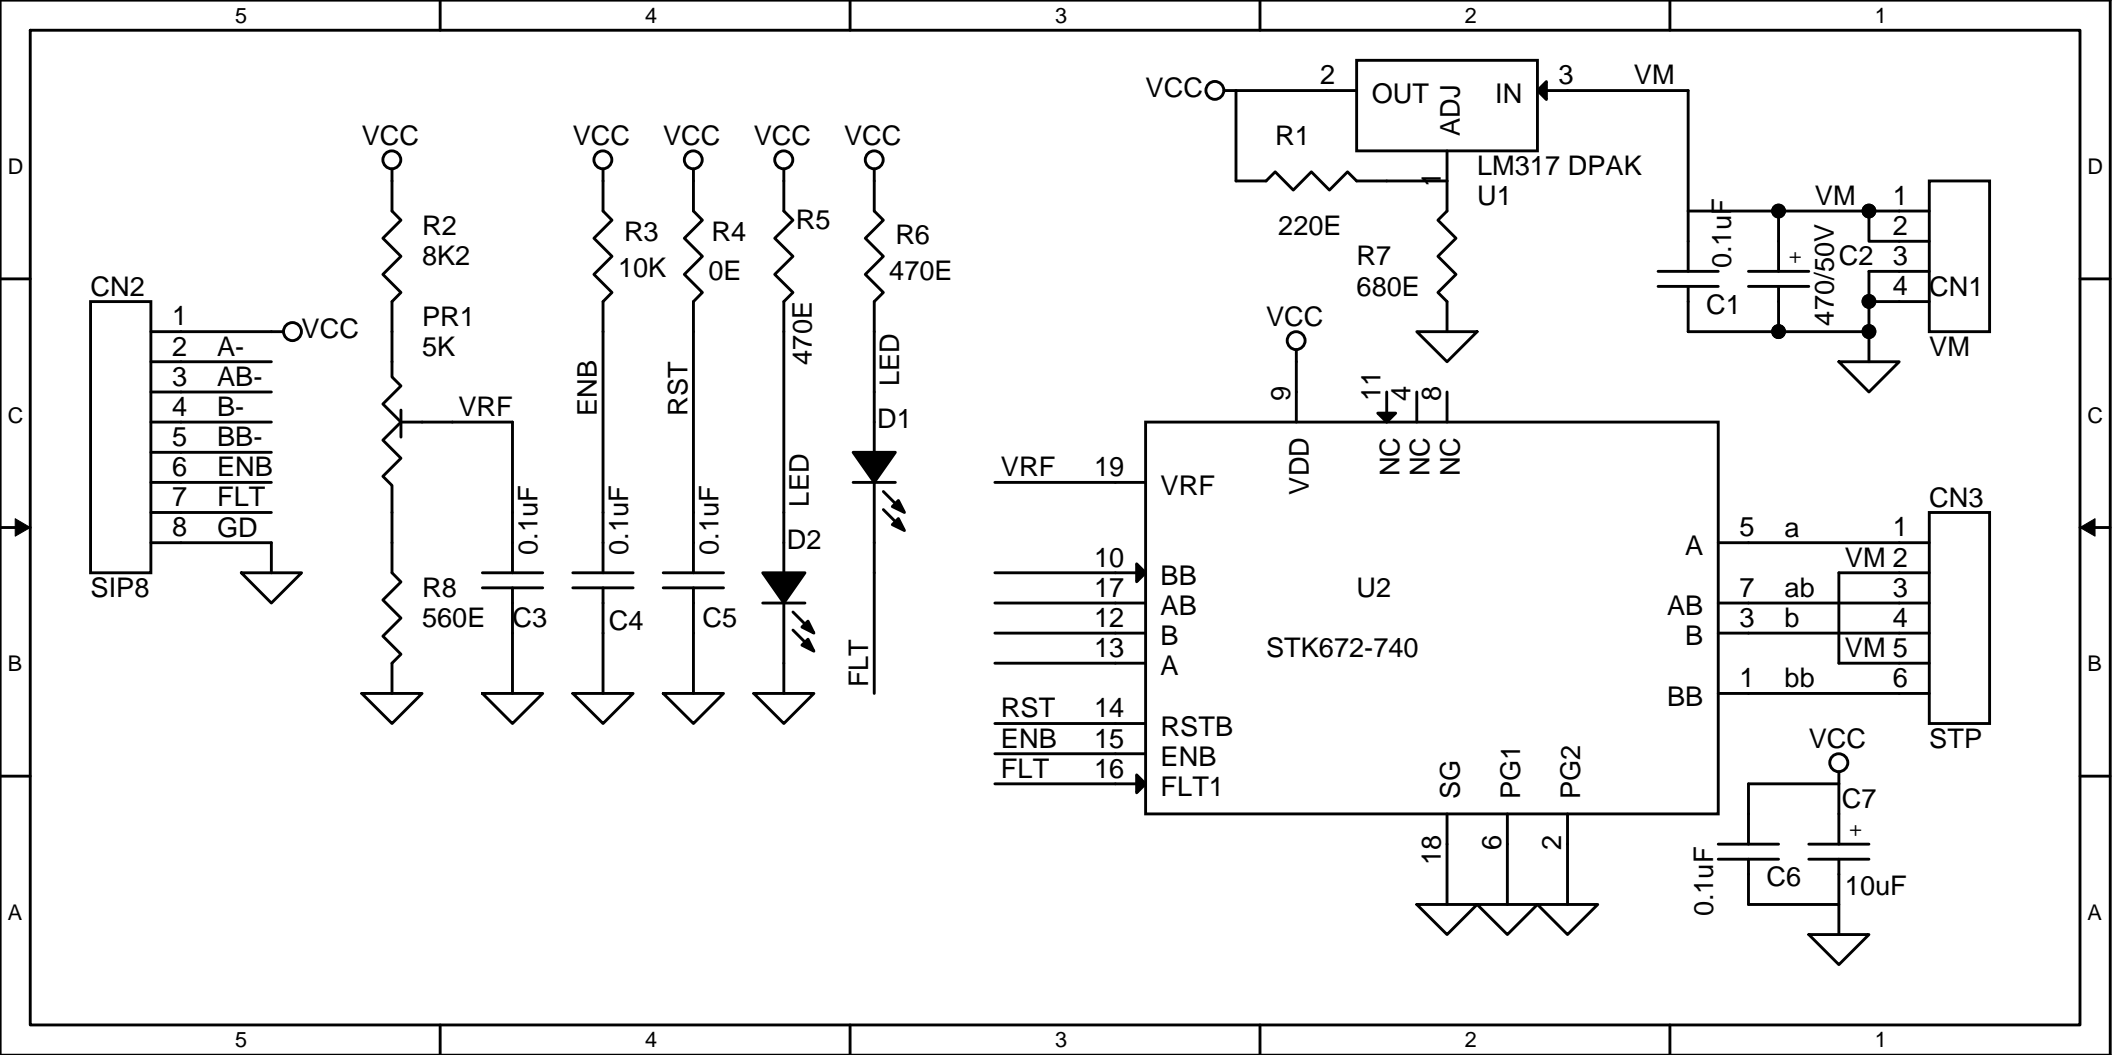 5 4 3 2 1
D
C
B
A
D
C
B
A
CN2
1 VCC
2 A-
3 AB-
4 B-
5 BB-
6 ENB
7 FLT
8 GD
SIP8
VCC
R2
8K2
PR1
5K
VRF
R8
560E
0.1uF
C3
VCC
R3
10K
ENB
0.1uF
C4
VCC
R4
0E
RST
0.1uF
C5
VCC
R5
470E
LED
D2
VCC
R6
470E
LED
D1
FLT
VCC
2
OUT
ADJ
IN
3
VM
R1
1
LM317 DPAK
U1
220E
R7
680E
0.1uF
C1
+
470/50V
C2
VM
1
2
3
4
CN1
VM
VCC
9
11
4
8
VDD
NC
NC
NC
VRF 19 VRF
10 BB
17 AB
12 B
13 A
RST 14 RSTB
ENB 15 ENB
FLT 16 FLT1
U2
STK672-740
SG
PG1
PG2
18
6
2
CN3
A 5 a 1
VM 2
AB 7 ab 3
B 3 b 4
VM 5
BB 1 bb 6
STP
VCC
C7
+
10uF
0.1uF
C6
5 4 3 2 1